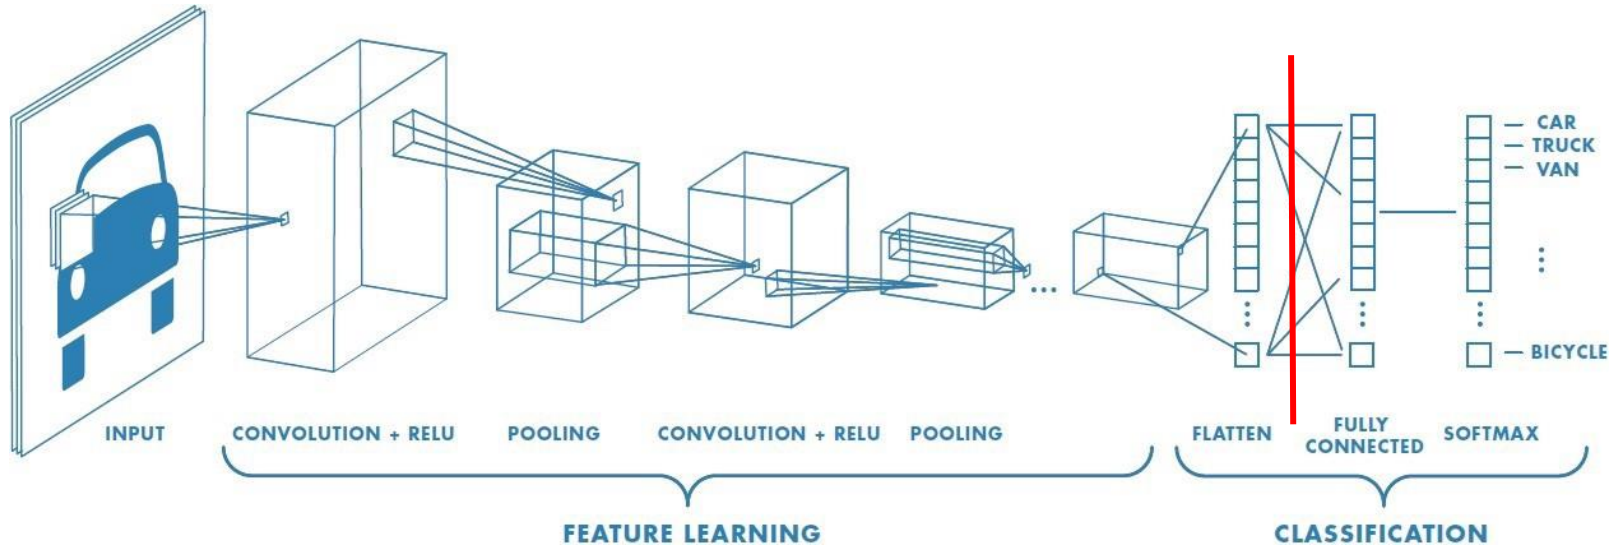 CAR
TRUCK
VAN
BICYCLE
INPUT
CONVOLUTION + RELU
POOLING
CONVOLUTION + RELU
POOLING
FLATTEN
FULLY
CONNECTED
SOFTMAX
FEATURE LEARNING
CLASSIFICATION